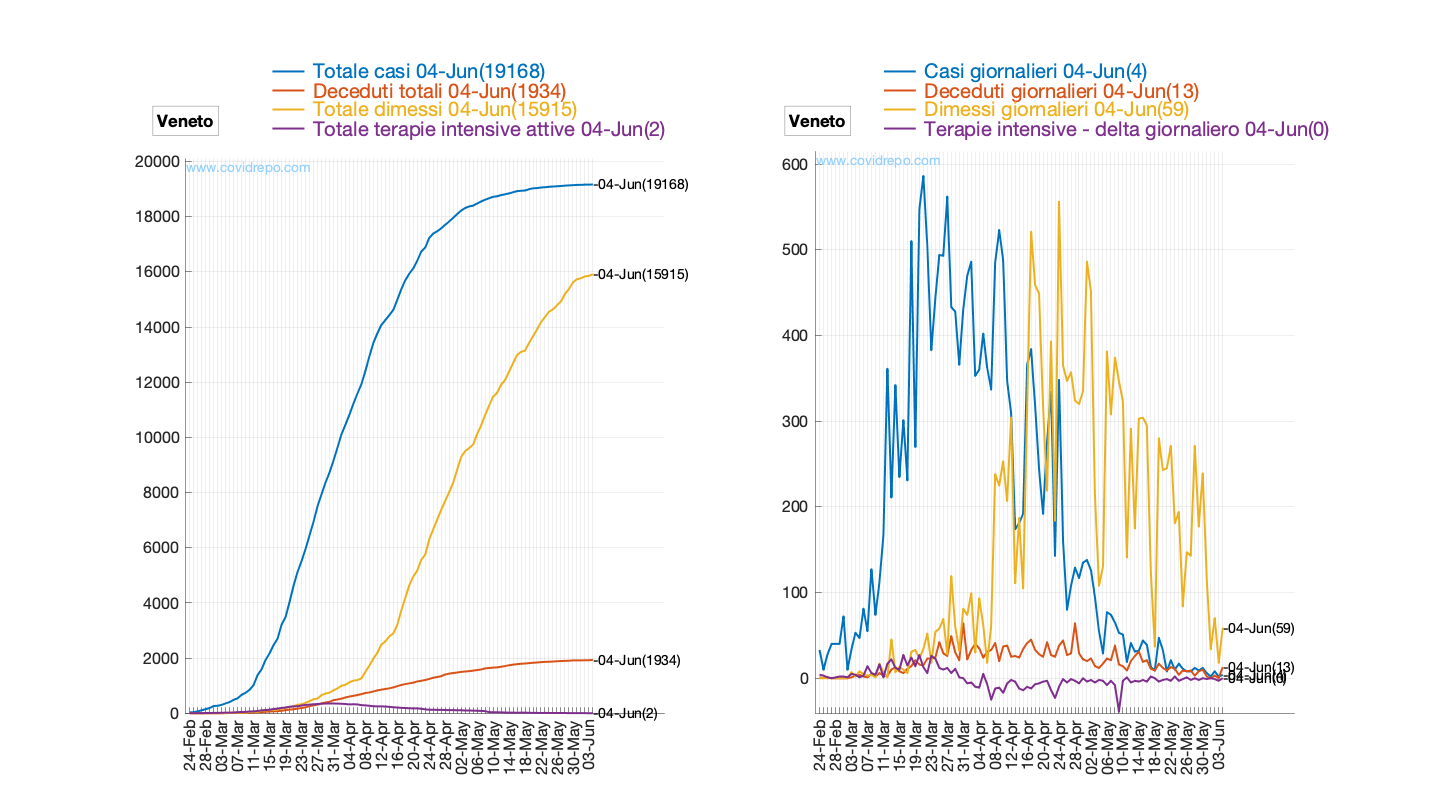 Totale casi 04-Jun(19168)
Deceduti totali 04-Jun(1934)
Totale dimessi 04-Jun(15915)
Totale terapie intensive attive 04-Jun(2)
Veneto
www.covidrepo.com
20000
18000
16000
14000
12000
10000
8000
6000
4000
2000
0
-04-Jun(19168)
-04-Jun(15915)
-04-Jun(1934)
-04-Jun(2)
24-Feb
28-Feb
03-Mar
07-Mar
11-Mar
15-Mar
19-Mar
23-Mar
27-Mar
31-Mar
04-Apr
08-Apr
12-Apr
16-Apr
20-Apr
24-Apr
28-Apr
02-May
06-May
10-May
14-May
18-May
22-May
26-May
30-May
03-Jun
Casi giornalieri 04-Jun(4)
Deceduti giornalieri 04-Jun(13)
Dimessi giornalieri 04-Jun(59)
Terapie intensive - delta giornaliero 04-Jun(0)
Veneto
www.covidrepo.com
600
500
400
300
200
100
0
-04-Jun(59)
-04-Jun(13)
-04-Jun(4)
-04-Jun(0)
24-Feb
28-Feb
03-Mar
07-Mar
11-Mar
15-Mar
19-Mar
23-Mar
27-Mar
31-Mar
04-Apr
08-Apr
12-Apr
16-Apr
20-Apr
24-Apr
28-Apr
02-May
06-May
10-May
14-May
18-May
22-May
26-May
30-May
03-Jun